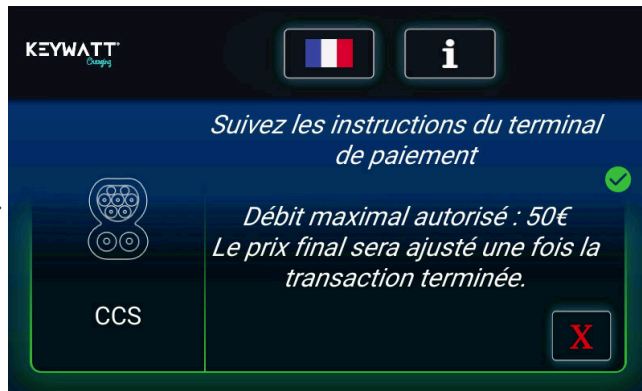 KEYWATT
Charging
i
Suivez les instructions du terminal
de paiement
Débit maximal autorisé : 50€
Le prix final sera ajusté une fois la
transaction terminée.
CCS
X